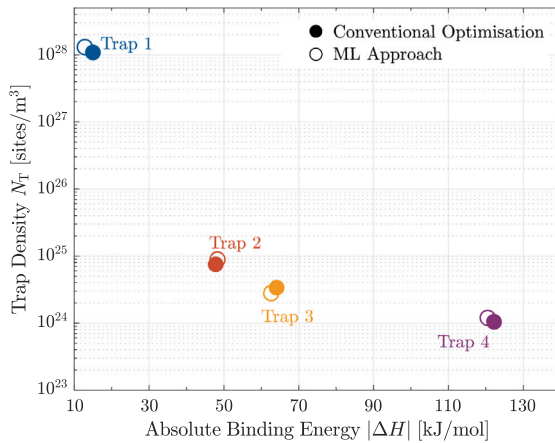 Conventional Optimisation
ML Approach
Trap 1
Trap 2
Trap 3
Trap 4
10^28
10^27
10^26
10^25
10^24
10^23
Trap Density N_T [sites/m^3]
10 30 50 70 90 110 130
Absolute Binding Energy |ΔH| [kJ/mol]